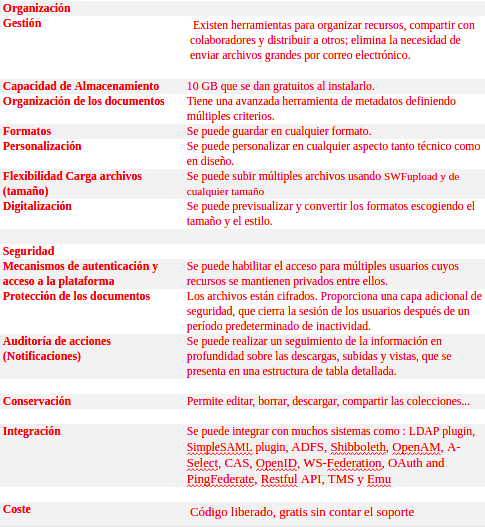 Organización
Gestión
Existen herramientas para organizar recursos, compartir con
colaboradores y distribuir a otros; elimina la necesidad de
enviar archivos grandes por correo electrónico.
Capacidad de Almacenamiento
10 GB que se dan gratuitos al instalarlo.
Organización de los documentos
Tiene una avanzada herramienta de metadatos definiendo
múltiples criterios.
Formatos
Se puede guardar en cualquier formato.
Personalización
Se puede personalizar en cualquier aspecto tanto técnico como
en diseño.
Flexibilidad Carga archivos
(tamaño)
Se puede subir múltiples archivos usando SWFupload y de
cualquier tamaño
Digitalización
Se puede previsualizar y convertir los formatos escogiendo el
tamaño y el estilo.
Seguridad
Mecanismos de autenticación y
acceso a la plataforma
Se puede habilitar el acceso para múltiples usuarios cuyos
recursos se mantienen privados entre ellos.
Protección de los documentos
Los archivos están cifrados. Proporciona una capa adicional de
seguridad, que cierra la sesión de los usuarios después de un
período predeterminado de inactividad.
Auditoría de acciones
(Notificaciones)
Se puede realizar un seguimiento de la información en
profundidad sobre las descargas, subidas y vistas, que se
presenta en una estructura de tabla detallada.
Conservación
Permite editar, borrar, descargar, compartir las colecciones...
Integración
Se puede integrar con muchos sistemas como : LDAP plugin,
SimpleSAML plugin, ADFS, Shibboleth, OpenAM, A-
Select, CAS, OpenID, WS-Federation, OAuth and
PingFederate, Restful API, TMS y Emu
Coste
Código liberado, gratis sin contar el soporte